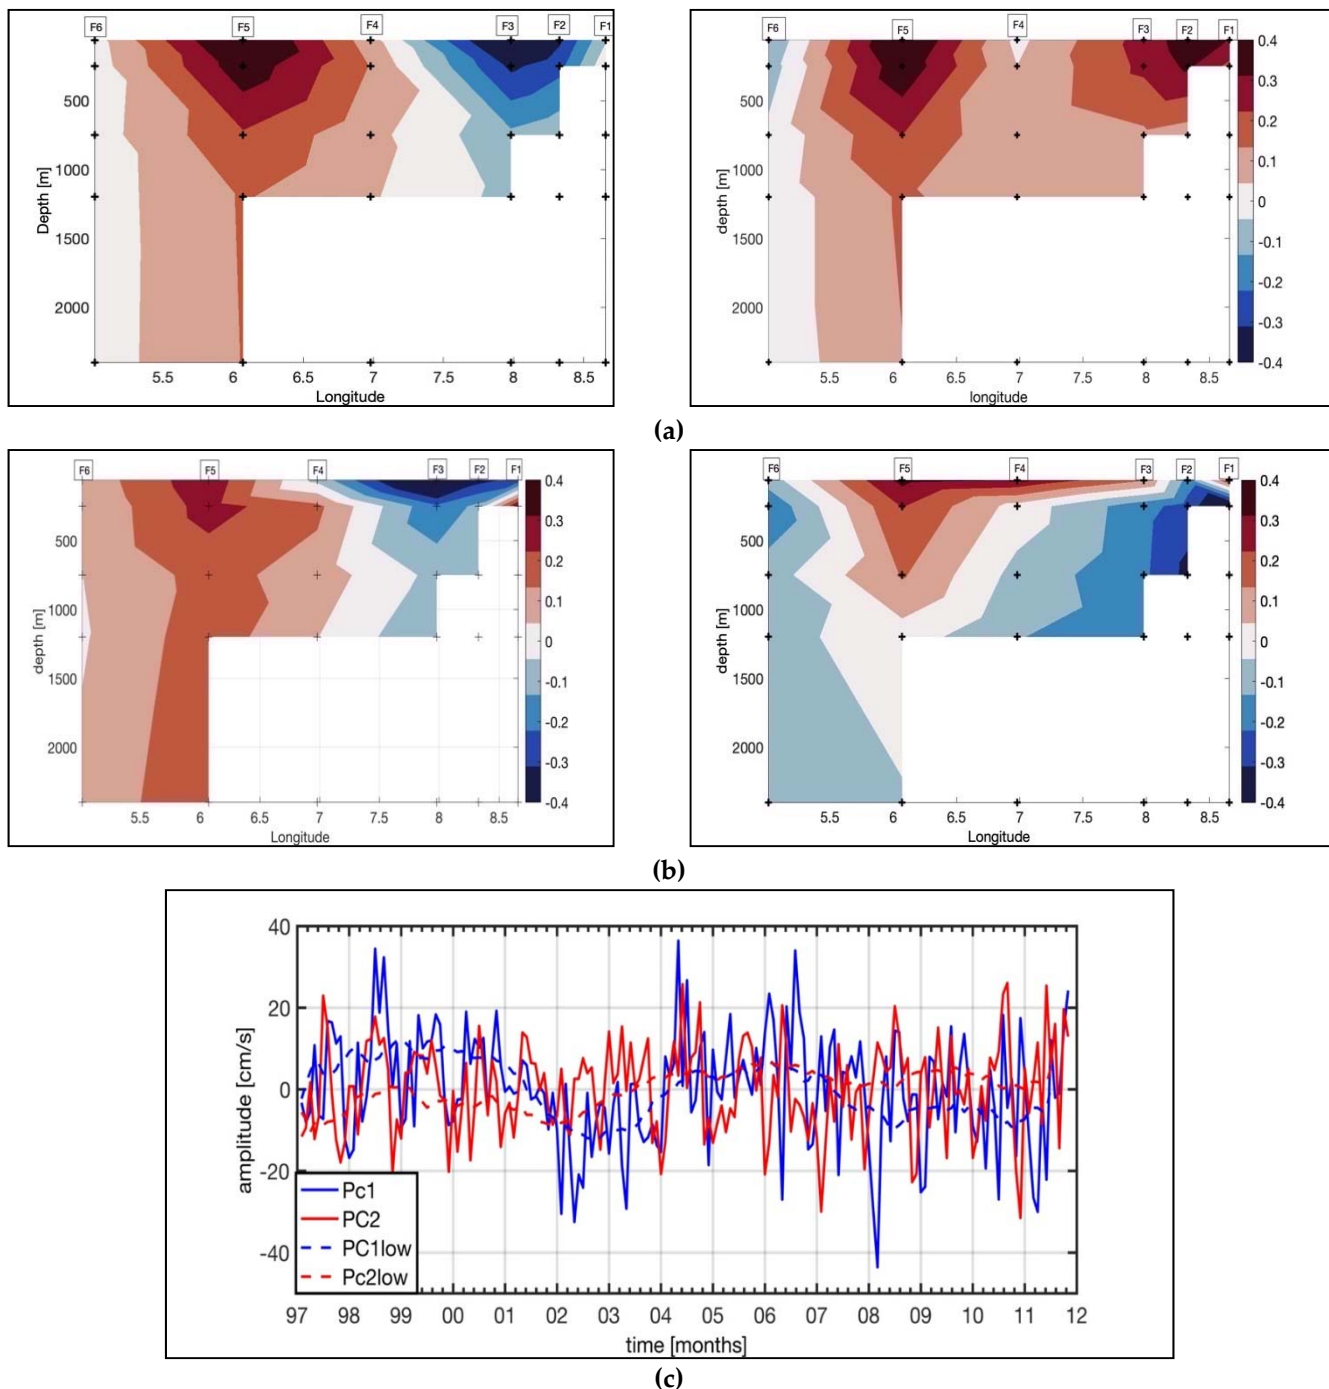 F6 F5 F4 F3 F2 F1
500
1000
1500
2000
Depth [m]
5.5 6 6.5 7 7.5 8 8.5
Longitude
F6 F5 F4 F3 F2 F1
500
1000
1500
2000
depth [m]
5.5 6 6.5 7 7.5 8 8.5
longitude
0.4
0.3
0.2
0.1
0
-0.1
-0.2
-0.3
-0.4
(a)
F6 F5 F4 F3 F2 F1
500
1000
1500
2000
depth [m]
5.5 6 6.5 7 7.5 8 8.5
Longitude
0.4
0.3
0.2
0.1
0
-0.1
-0.2
-0.3
-0.4
F6 F5 F4 F3 F2 F1
500
1000
1500
2000
depth [m]
5.5 6 6.5 7 7.5 8 8.5
Longitude
0.4
0.3
0.2
0.1
0
-0.1
-0.2
-0.3
-0.4
(b)
40
20
0
-20
-40
amplitude [cm/s]
Pc1
PC2
PC1low
Pc2low
97 98 99 00 01 02 03 04 05 06 07 08 09 10 11 12
time [months]
(c)